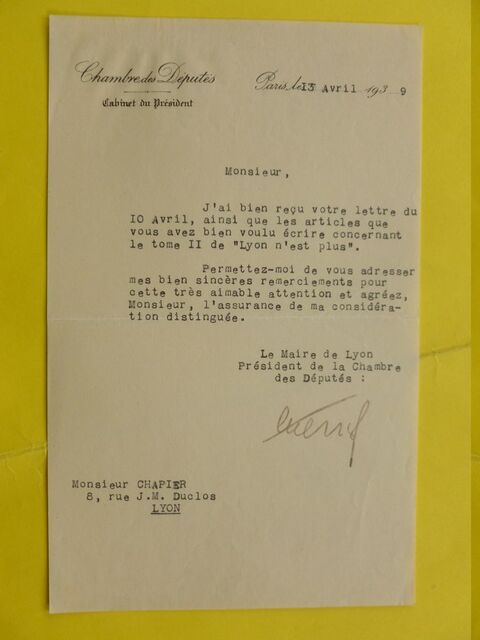 Chambre des Députés
Cabinet du Président
Paris, le 13 Avril 1939
Monsieur,
J'ai bien reçu votre lettre du
IO Avril, ainsi que les articles que
vous avez bien voulu écrire concernant
le tome II de "Lyon n'est plus".
Permettez-moi de vous adresser
mes bien sincères remerciements pour
cette très aimable attention et agréez,
Monsieur, l'assurance de ma considéra-
tion distinguée.
Le Maire de Lyon
Président de la Chambre
des Députés :
Monsieur CHAPIER
8, rue J.M. Duclos
LYON